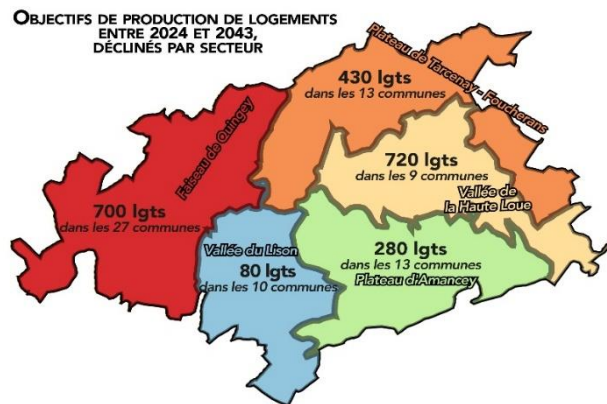 OBJECTIFS DE PRODUCTION DE LOGEMENTS
ENTRE 2024 ET 2043,
DÉCLINÉS PAR SECTEUR
430 lgts
dans les 13 communes
Plateau de Tarcenay - Foucherans
Faiseau de Quingey
720 lgts
dans les 9 communes
Vallée de
la Haute Loue
700 lgts
dans les 27 communes
Vallée du Lison
80 lgts
dans les 10 communes
280 lgts
dans les 13 communes
Plateau d'Amancey